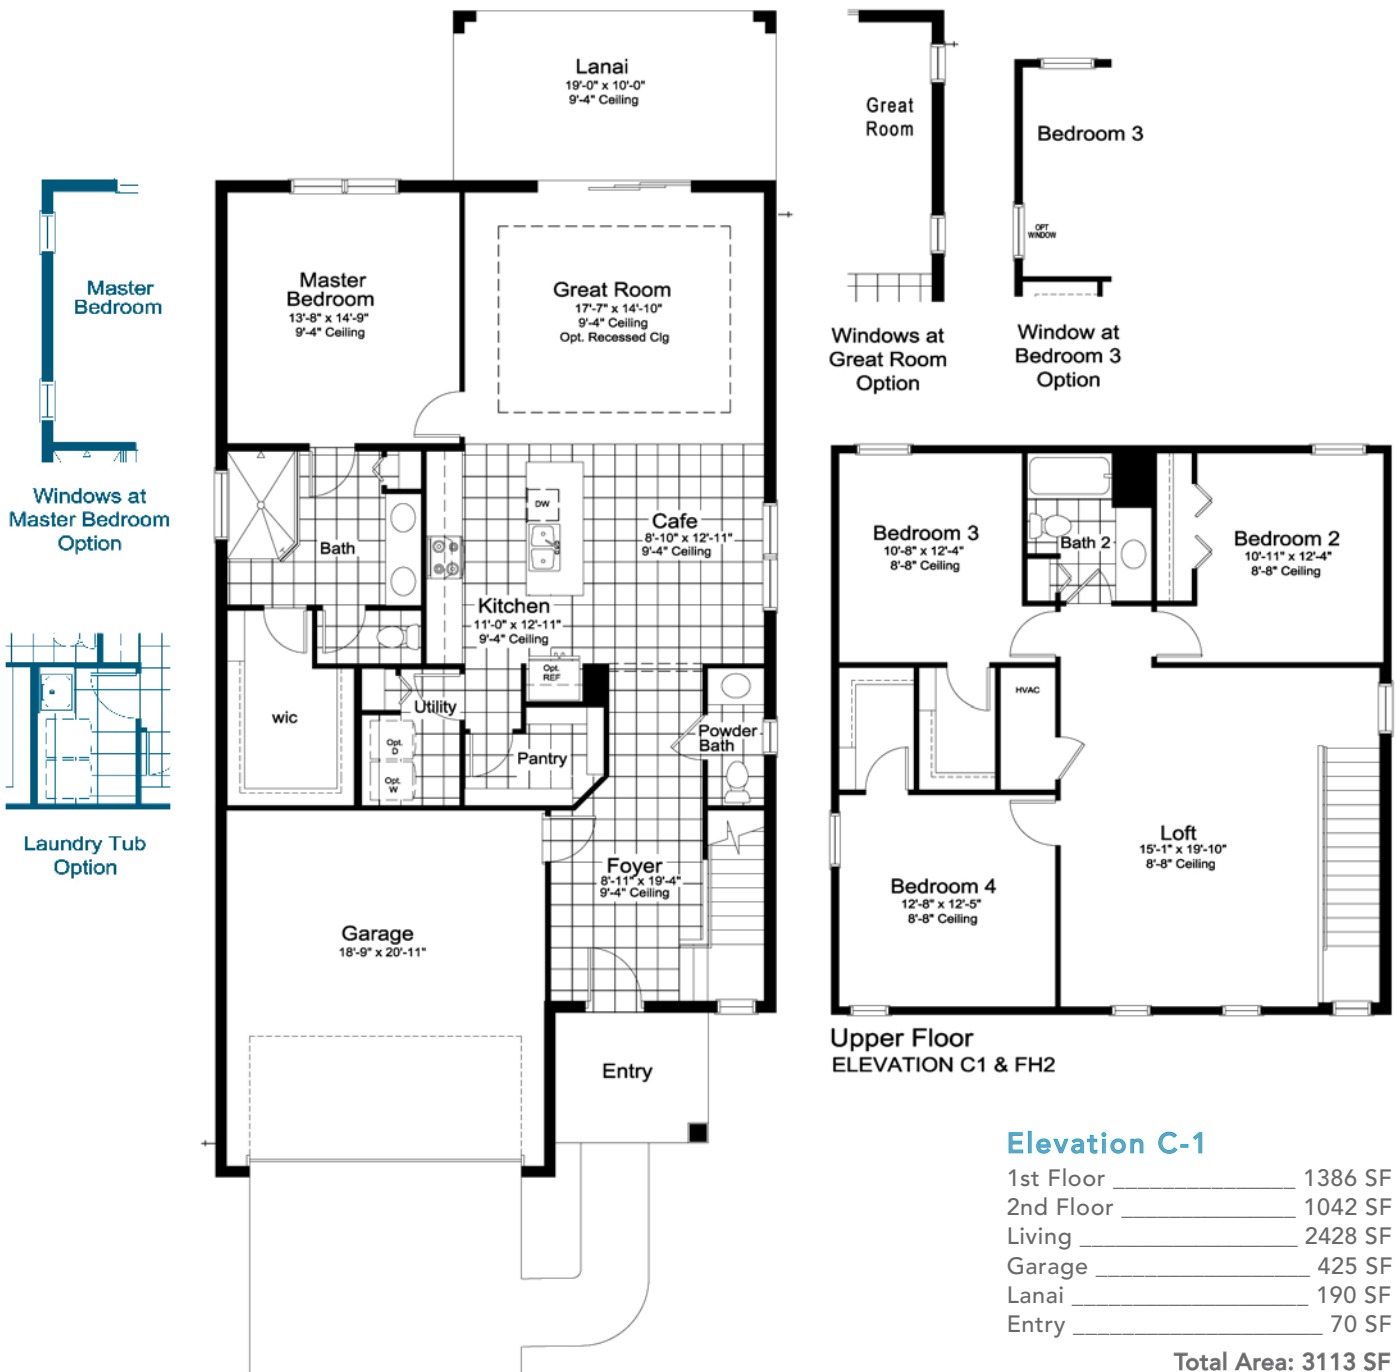 Lanai
19'-0" x 10'-0"
9'-4" Ceiling
Great
Room
Windows at
Great Room
Option
Bedroom 3
OPT
WINDOW
Window at
Bedroom 3
Option
Master
Bedroom
Windows at
Master Bedroom
Option
Laundry Tub
Option
Master
Bedroom
13'-8" x 14'-9"
9'-4" Ceiling
Great Room
17'-7" x 14'-10"
9'-4" Ceiling
Opt. Recessed Clg
DW
Cafe
8'-10" x 12'-11"
9'-4" Ceiling
Bath
Kitchen
11'-0" x 12'-11"
9'-4" Ceiling
Opt.
REF
wic
Utility
Opt.
D
Opt.
W
Pantry
Powder
Bath
Foyer
8'-11" x 19'-4"
9'-4" Ceiling
Garage
18'-9" x 20'-11"
Entry
Bedroom 3
10'-8" x 12'-4"
8'-8" Ceiling
Bath 2
Bedroom 2
10'-11" x 12'-4"
8'-8" Ceiling
HVAC
Loft
15'-1" x 19'-10"
8'-8" Ceiling
Bedroom 4
12'-8" x 12'-5"
8'-8" Ceiling
Upper Floor
ELEVATION C1 & FH2
Elevation C-1
1st Floor _______________ 1386 SF
2nd Floor ______________ 1042 SF
Living __________________ 2428 SF
Garage __________________ 425 SF
Lanai ____________________ 190 SF
Entry _____________________ 70 SF
Total Area: 3113 SF